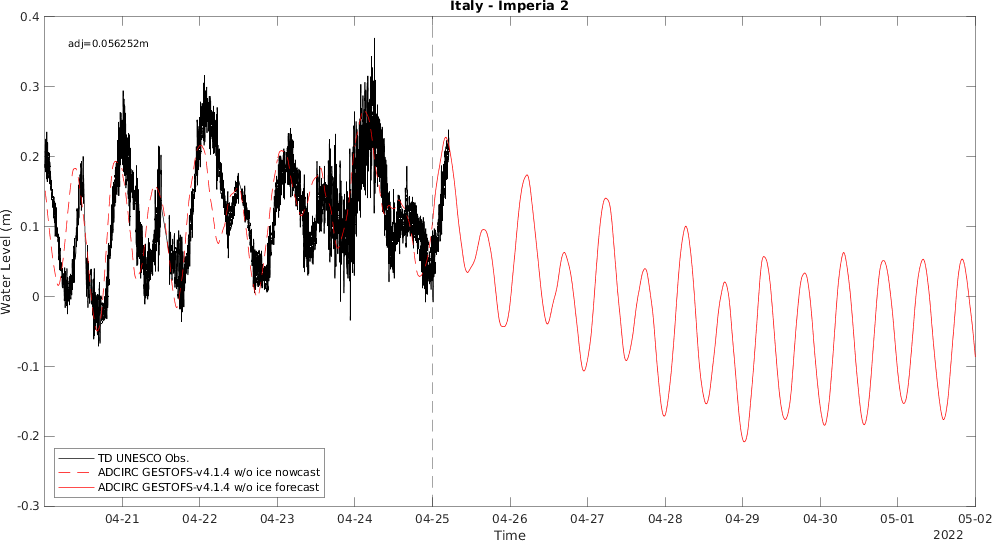 Italy - Imperia 2
adj=0.056252m
Water Level (m)
0.4
0.3
0.2
0.1
0
-0.1
-0.2
-0.3
TD UNESCO Obs.
ADCIRC GESTOFS-v4.1.4 w/o ice nowcast
ADCIRC GESTOFS-v4.1.4 w/o ice forecast
04-21 04-22 04-23 04-24 04-25 04-26 04-27 04-28 04-29 04-30 05-01 05-02
Time
2022